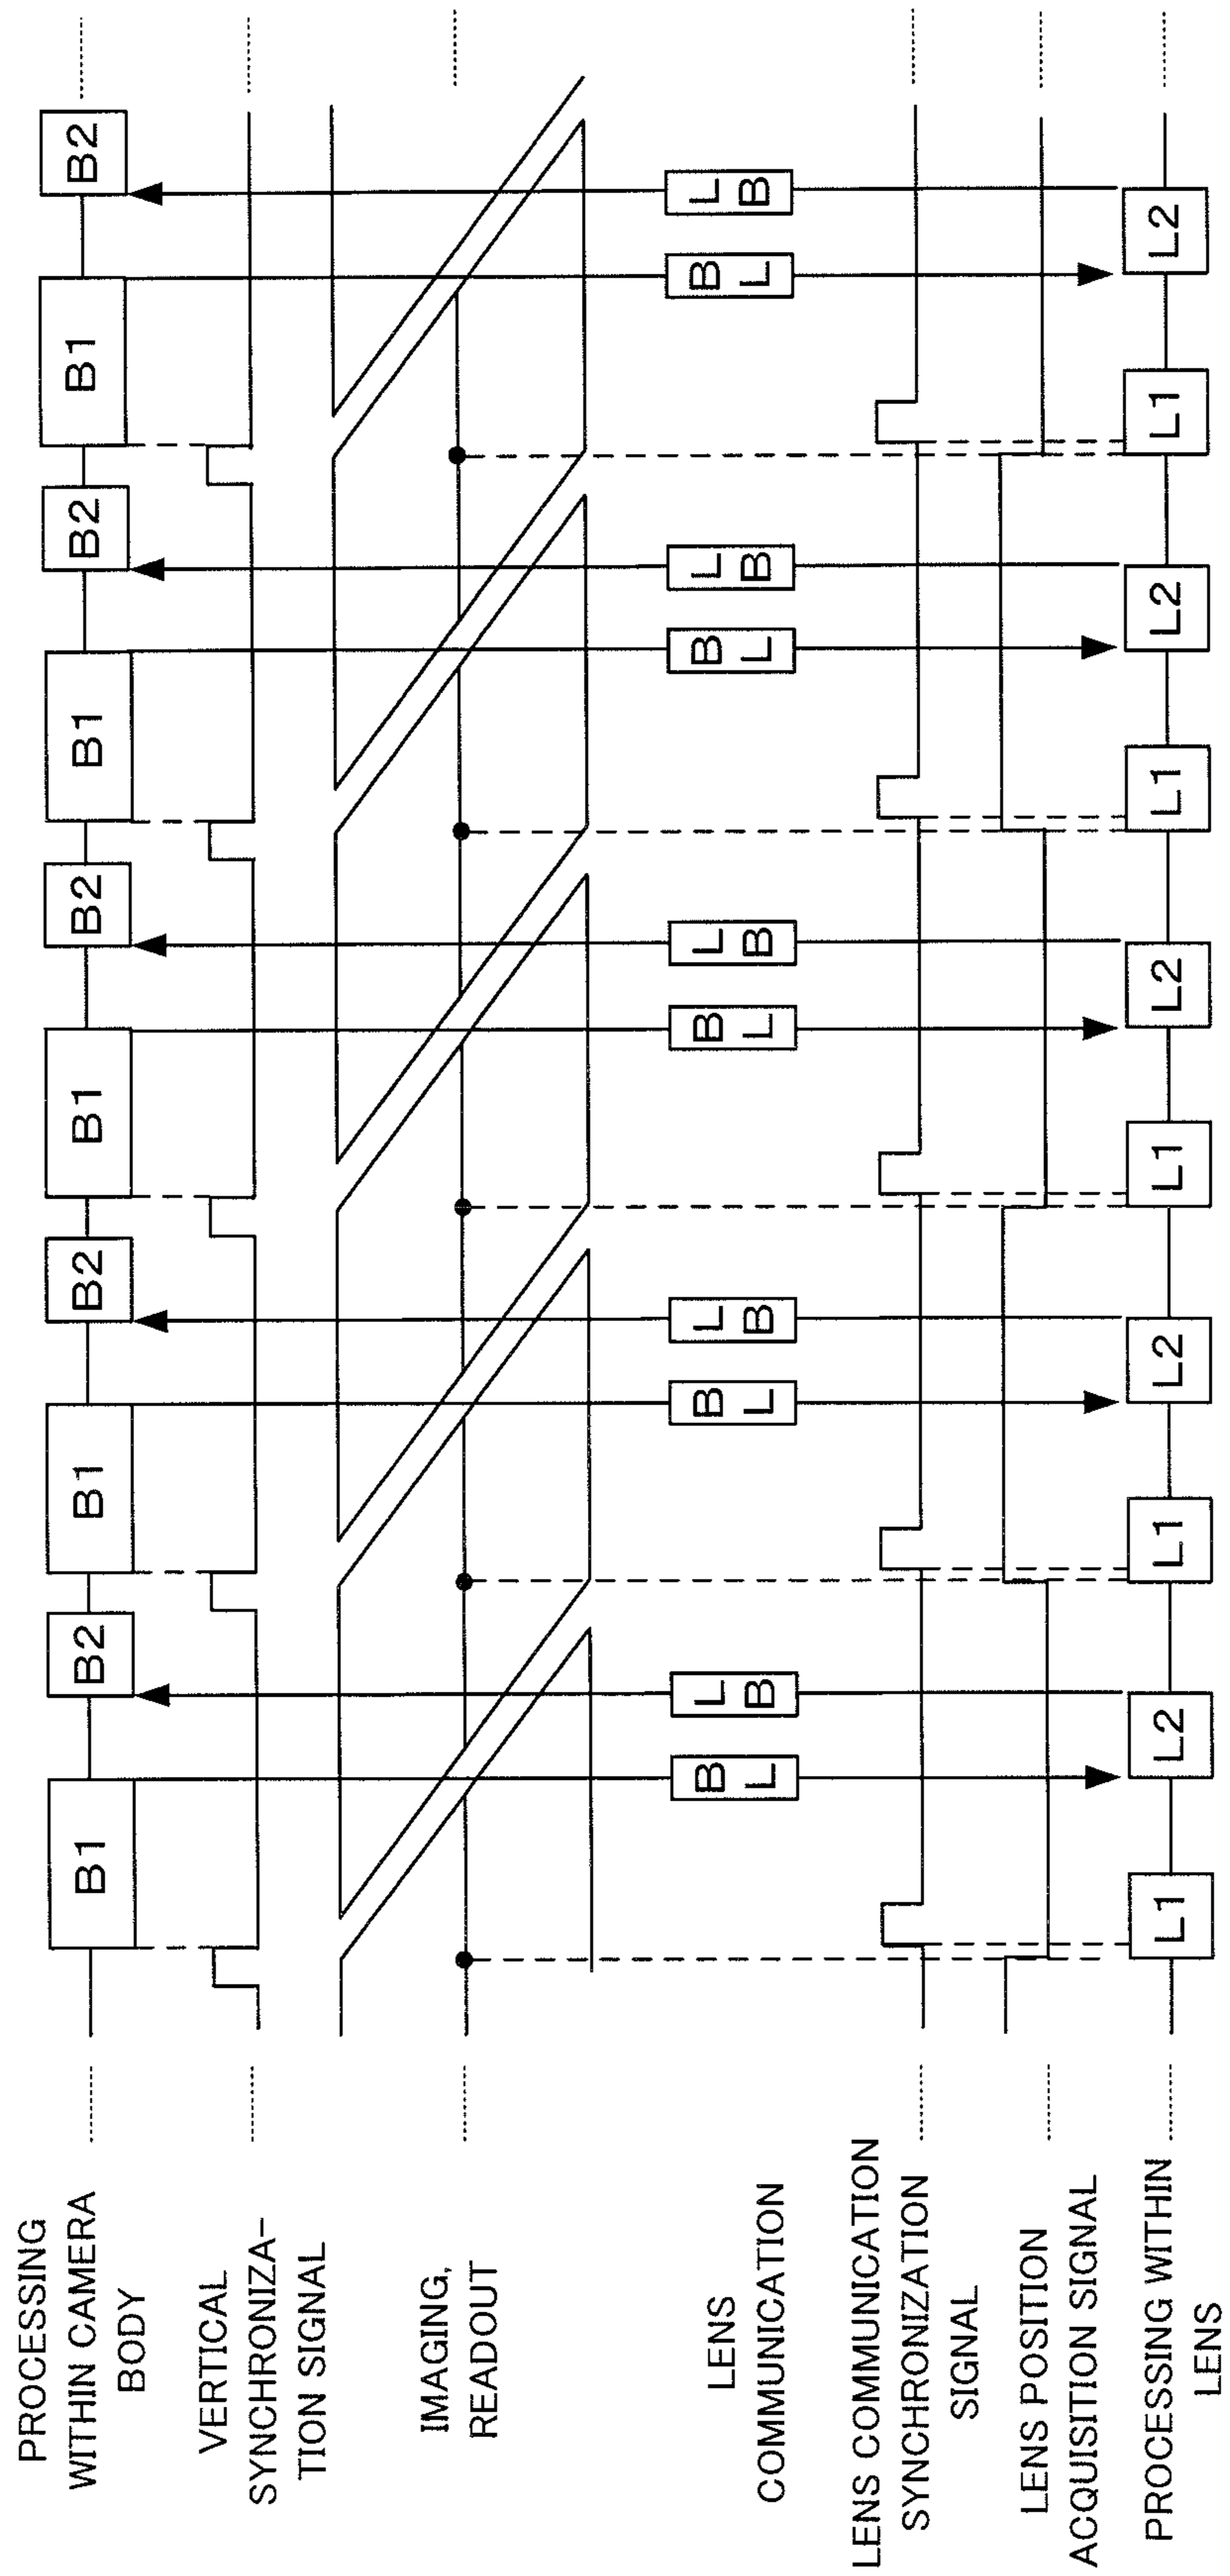 PROCESSING
WITHIN CAMERA
BODY
B1 B2 B1 B2 B1 B2 B1 B2 B1 B2
VERTICAL
SYNCHRONIZA-
TION SIGNAL
IMAGING,
READOUT
LENS
COMMUNICATION
B L B L B L B L B L
L B L B L B L B L B
LENS COMMUNICATION
SYNCHRONIZATION
SIGNAL
LENS POSITION
ACQUISITION SIGNAL
PROCESSING WITHIN
LENS
L1 L2 L1 L2 L1 L2 L1 L2 L1 L2